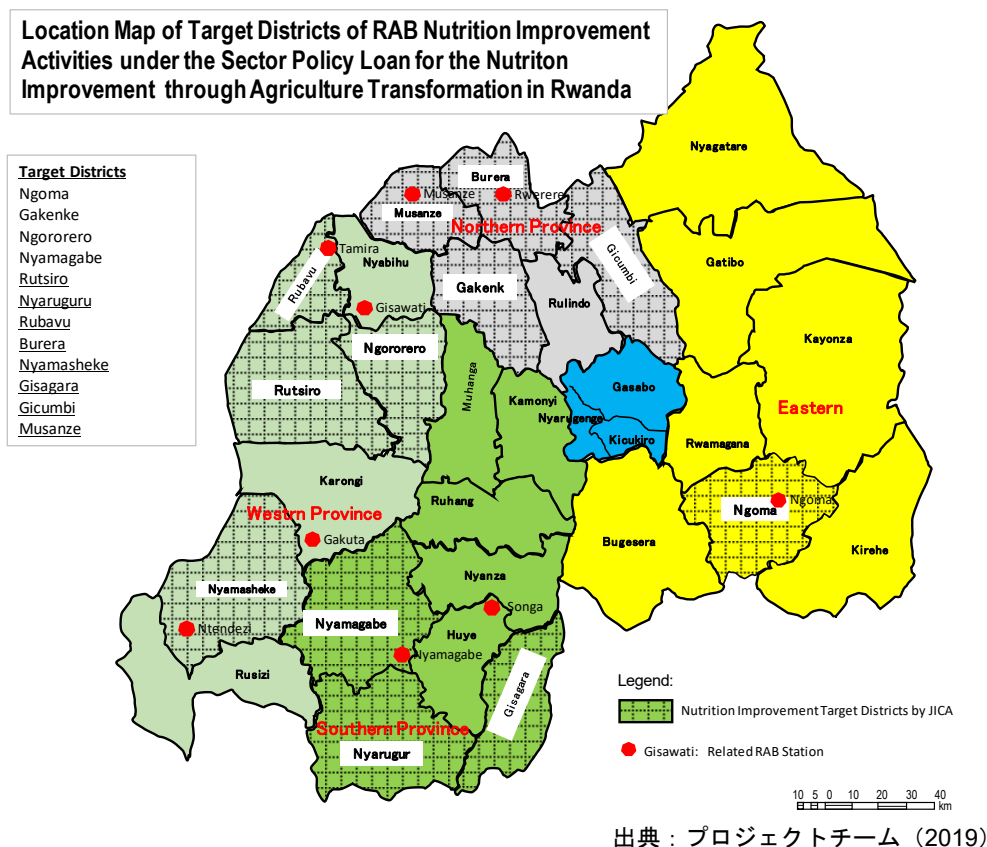 Location Map of Target Districts of RAB Nutrition Improvement
Activities under the Sector Policy Loan for the Nutriton
Improvement through Agriculture Transformation in Rwanda
Target Districts
Ngoma
Gakenke
Ngororero
Nyamagabe
Rutsiro
Nyaruguru
Rubavu
Burera
Nyamasheke
Gisagara
Gicumbi
Musanze
Nyagatare
Burera
Musanze
Rwerere
Musanze
Northern Province
Gicumbi
Tamira
Nyabihu
Rubavu
Gatibo
Gakenk
Rulindo
Gisawati
Ngororero
Kayonza
Rutsiro
Muhanga
Gasabo
Kamonyi
Nyarugenge
Eastern
Kicukiro
Rwamagana
Karongi
Ruhang
Ngoma
Ngoma
Westrn Province
Gakuta
Bugesera
Kirehe
Nyanza
Nyamasheke
Songa
Nyamagabe
Ntendezi
Huye
Nyamagabe
Rusizi
Gisagara
Southern Province
Nyarugur
Legend:
Nutrition Improvement Target Districts by JICA
Gisawati: Related RAB Station
10 5 0 10 20 30 40
km
出典：プロジェクトチーム（2019）